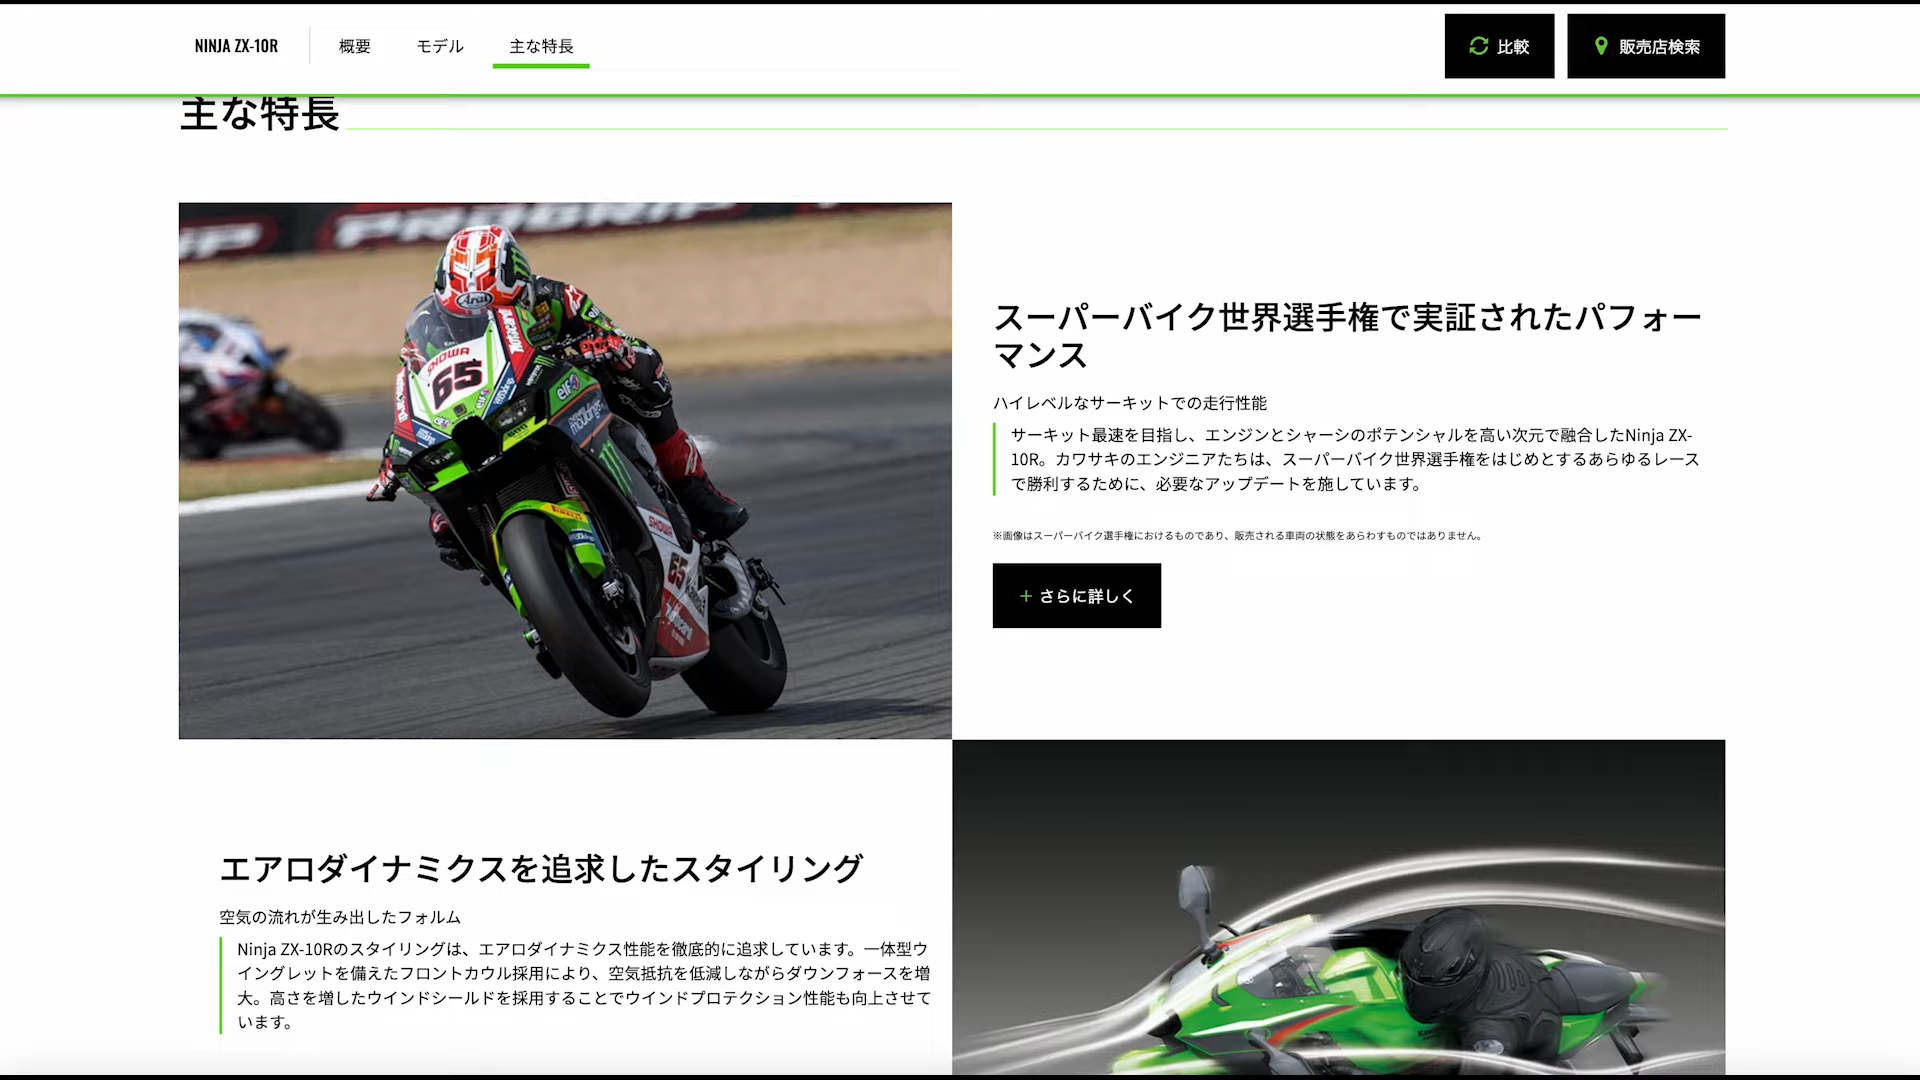 NINJA ZX-10R
概要
モデル
主な特長
比較
販売店検索
主な特長
PROGRIP
Arai
SHOWA
65
elf
SHOWA
65
スーパーバイク世界選手権で実証されたパフォー
マンス
ハイレベルなサーキットでの走行性能
サーキット最速を目指し、エンジンとシャーシのポテンシャルを高い次元で融合したNinja ZX-
10R。カワサキのエンジニアたちは、スーパーバイク世界選手権をはじめとするあらゆるレース
で勝利するために、必要なアップデートを施しています。
※画像はスーパーバイク選手権におけるものであり、販売される車両の状態をあらわすものではありません。
+ さらに詳しく
エアロダイナミクスを追求したスタイリング
空気の流れが生み出したフォルム
Ninja ZX-10Rのスタイリングは、エアロダイナミクス性能を徹底的に追求しています。一体型ウ
イングレットを備えたフロントカウル採用により、空気抵抗を低減しながらダウンフォースを増
大。高さを増したウインドシールドを採用することでウインドプロテクション性能も向上させて
います。